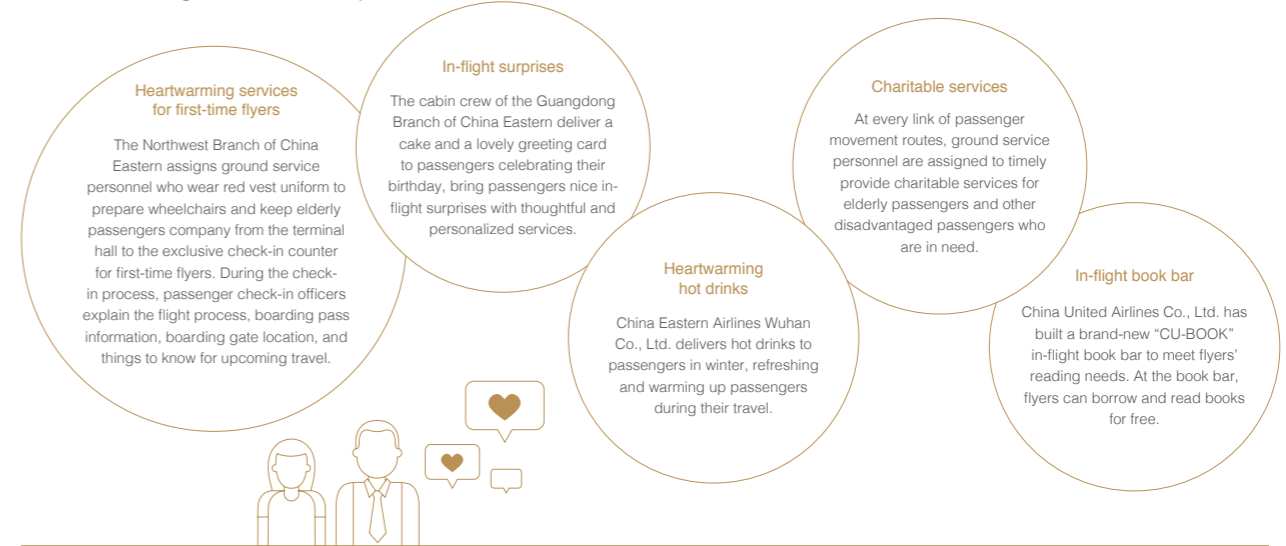 Heartwarming services
for first-time flyers
The Northwest Branch of China
Eastern assigns ground service
personnel who wear red vest uniform to
prepare wheelchairs and keep elderly
passengers company from the terminal
hall to the exclusive check-in counter
for first-time flyers. During the check-
in process, passenger check-in officers
explain the flight process, boarding pass
information, boarding gate location, and
things to know for upcoming travel.
In-flight surprises
The cabin crew of the Guangdong
Branch of China Eastern deliver a
cake and a lovely greeting card
to passengers celebrating their
birthday, bring passengers nice in-
flight surprises with thoughtful and
personalized services.
Heartwarming
hot drinks
China Eastern Airlines Wuhan
Co., Ltd. delivers hot drinks to
passengers in winter, refreshing
and warming up passengers
during their travel.
Charitable services
At every link of passenger
movement routes, ground service
personnel are assigned to timely
provide charitable services for
elderly passengers and other
disadvantaged passengers who
are in need.
In-flight book bar
China United Airlines Co., Ltd. has
built a brand-new “CU-BOOK”
in-flight book bar to meet flyers’
reading needs. At the book bar,
flyers can borrow and read books
for free.